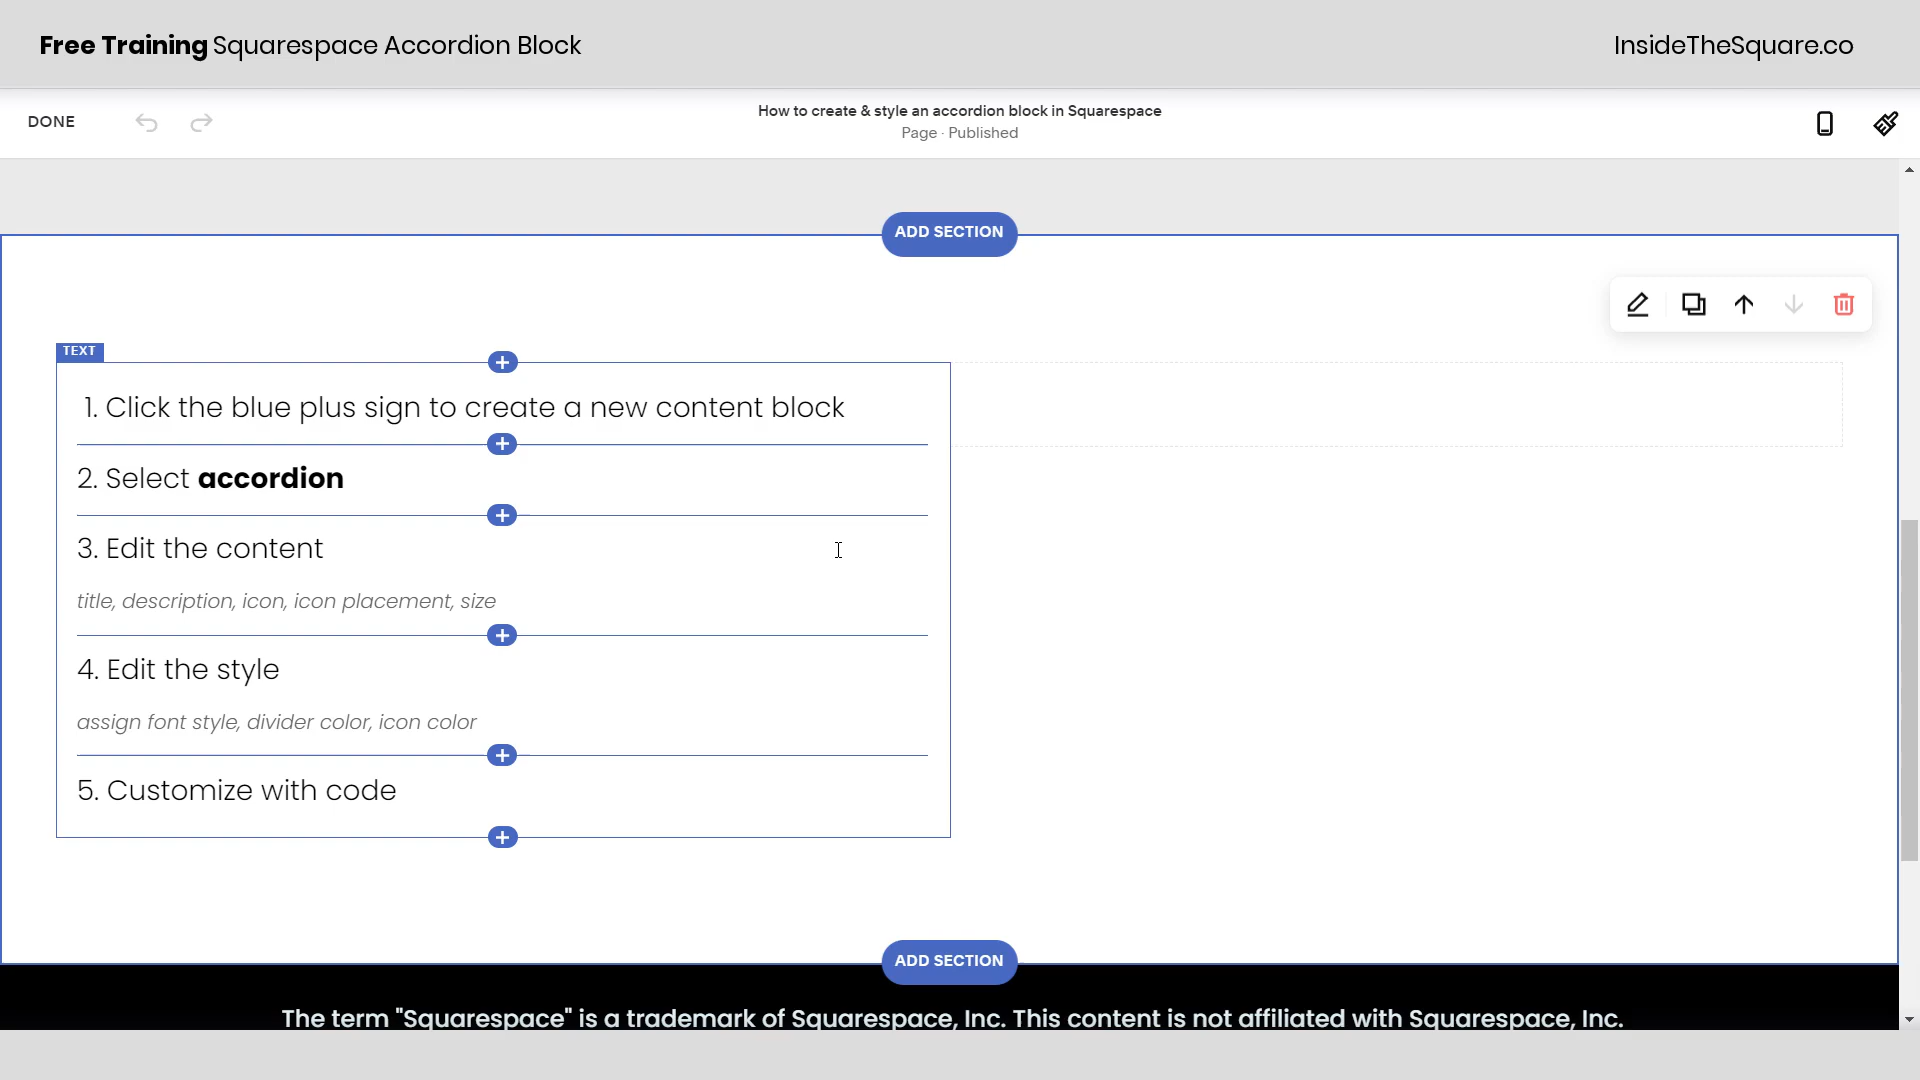 Free Training Squarespace Accordion Block
InsideTheSquare.co
DONE
How to create & style an accordion block in Squarespace
Page · Published
ADD SECTION
TEXT
1. Click the blue plus sign to create a new content block
2. Select accordion
3. Edit the content
title, description, icon, icon placement, size
4. Edit the style
assign font style, divider color, icon color
5. Customize with code
ADD SECTION
The term "Squarespace" is a trademark of Squarespace, Inc. This content is not affiliated with Squarespace, Inc.